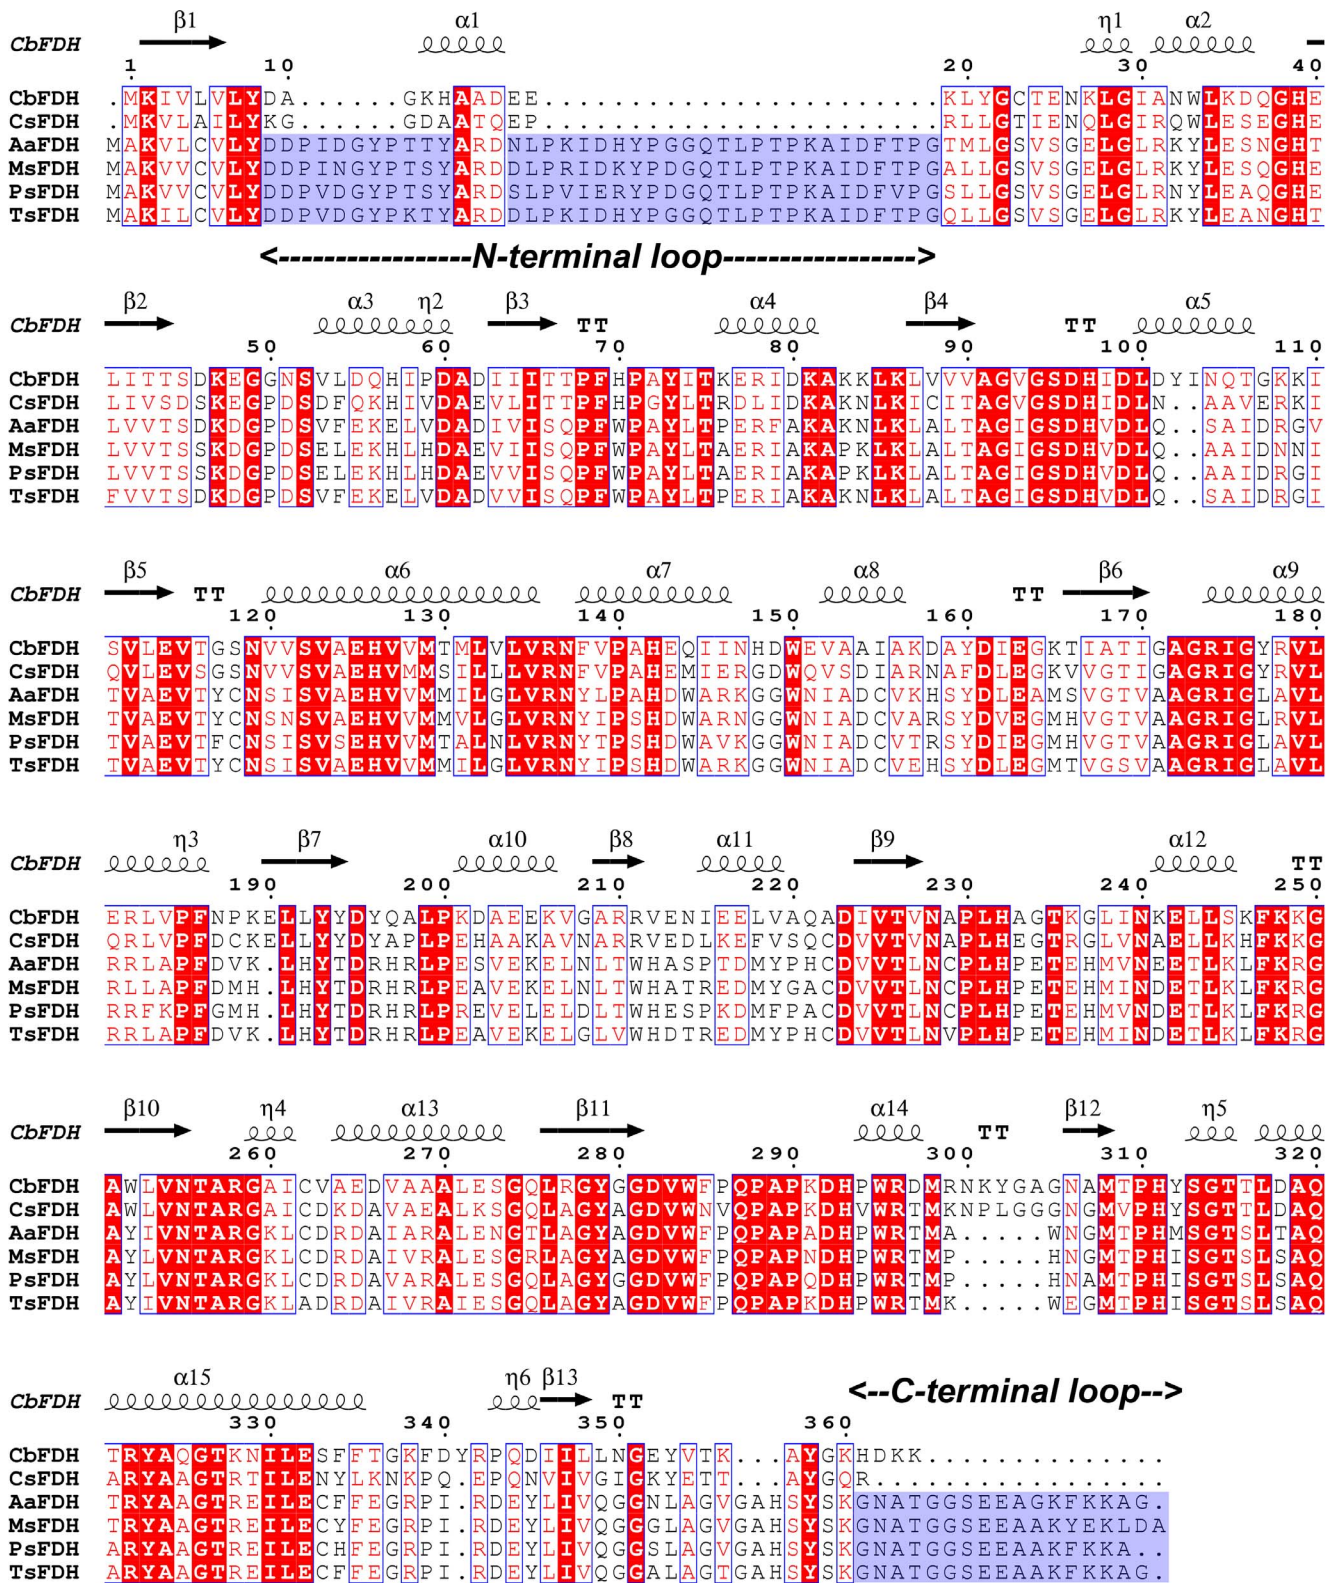 β1 α1 η1 α2
CbFDH
1 10 20 30 40
CbFDH .MKIVLVLYDA......GKHAADEE.......................KLYGCTENKLGIANWLKDQGHE
CsFDH .MKVLAILYKG......GDAATQEP.......................RLLGTIENQLGIRQWLESEGHE
AaFDH MAKVLCVLYDDPIDGYPTTYARDNLPKIDHYPGGQTLPTPKAIDFTPGTMLGSVSGELGLRKYLESNGHT
MsFDH MAKVVCVLYDDPINGYPTSYARDDLPRIDKYPDGQTLPTPKAIDFTPGALLGSVSGELGLRKYLESQGHE
PsFDH MAKVVCVLYDDPVDGYPTSYARDSLPVIERYPDGQTLPTPKAIDFVPGSLLGSVSGELGLRNYLEAQGHE
TsFDH MAKILCVLYDDPVDGYPKTYARDDLPKIDHYPGGQTLPTPKAIDFTPGQLLGSVSGELGLRKYLEANGHT
<----------------N-terminal loop---------------->
β2 α3 η2 β3 TT α4 β4 TT α5
CbFDH
50 60 70 80 90 100 110
CbFDH LITTSDKEGGNSVLDQHIPDADIIITTPFHPAYITKERIDKAKKLKLVVVAGVGSDHIDLDYINQTGKKI
CsFDH LIVSDSKEGPDSDFQKHIVDAEVLITTPFHPGYLTRDLIDKAKNLKICITAGVGSDHIDLN..AAVERKI
AaFDH LVVTSDKDGPDSVFEKELVDADIVISQPFWPAYLTPERFAKAKNLKLALTAGIGSDHVDLQ..SAIDRGV
MsFDH LVVTSSKDGPDSELEKHLHDAEVIISQPFWPAYLTAERIAKAPKLKLALTAGIGSDHVDLQ..AAIDNNI
PsFDH LVVTSSKDGPDSELEKHLHDAEVVISQPFWPAYLTAERIAKAPKLKLALTAGIGSDHVDLQ..AAIDRGI
TsFDH FVVTSDKDGPDSVFEKELVDADVVISQPFWPAYLTPERIAKAKNLKLALTAGIGSDHVDLQ..SAIDRGI
β5 TT α6 α7 α8 TT β6 α9
CbFDH
120 130 140 150 160 170 180
CbFDH SVLEVTGSNVVSVAEHVVMTMLVLVRNFVPAHEQIINHDWEVAAIAKDAYDIEGKTIATIGAGRIGYRVL
CsFDH QVLEVSGSNVVSVAEHVMMSILLLVRNFVPAHEMIERGDWQVSDIARNAFDLEGKVVGTIGAGRIGYRVL
AaFDH TVAEVTYCNSISVAEHVVMMILGLVRNYLPAHDWARKGGWNIADCVKHSYDLEAMSVGTVAAGRIGLAVL
MsFDH TVAEVTYCNSNSVAEHVVMMVLGLVRNYIPSHDWARNGGWNIADCVARSYDVEGMHVGTVAAGRIGLRVL
PsFDH TVAEVTFCNSISVSEHVVMTALNLVRNYTPSHDWAVKGGWNIADCVTRSYDIEGMHVGTVAAGRIGLAVL
TsFDH TVAEVTYCNSISVAEHVVMMILGLVRNYIPSHDWARKGGWNIADCVEHSYDLEGMTVGSVAAGRIGLAVL
η3 β7 α10 β8 α11 β9 α12 TT
CbFDH
190 200 210 220 230 240 250
CbFDH ERLVPFNPKELLYYDYQALPKDAEEKVGARRVENIEELVAQADIVTVNAPLHAGTKGLINKELLSKFKKG
CsFDH QRLVPFDCKELLYYDYAPLPEHAAKAVNARRVEDLKEFVSQCDVVTVNAPLHEGTRGLVNAELLKHFKKG
AaFDH RRLAPFDVK.LHYTDRHRLPESVEKELNLTWHASPTDMYPHCDVVTLNCPLHPETEHMVNEETLKLFKRG
MsFDH RLLAPFDMH.LHYTDRHRLPEAVEKELNLTWHATREDMYGACDVVTLNCPLHPETEHMINDETLKLFKRG
PsFDH RRFKPFGMH.LHYTDRHRLPREVELELDLTWHESPKDMFPACDVVTLNCPLHPETEHMINDETLKLFKRG
TsFDH RRLAPFDVK.LHYTDRHRLPEAVEKELGLVWHDTREDMYPHCDVVTLNVPLHPETEHMINDETLKLFKRG
β10 η4 α13 β11 α14 TT β12 η5
CbFDH
260 270 280 290 300 310 320
CbFDH AWLVNTARGAICVAEDVAAALESGQLRGYGGDVWFPQPAPKDHPWRDMRNKYGAGNAMTPHYSGTTLDAQ
CsFDH AWLVNTARGAICDKDAVAEALKSGQLAGYAGDVWNVQPAPKDHVWRTMKNPLGGGNGMVPHYSGTTLDAQ
AaFDH AYIVNTARGKLCDRDAIARALENGTLAGYAGDVWFPQPAPADHPWRTMA.....WNGMTPHMSGTSLTAQ
MsFDH AYLVNTARGKLCDRDAIVRALESGRLAGYAGDVWFPQPAPNDHPWRTMP.....HNGMTPHISGTSLSAQ
PsFDH AYLVNTARGKLCDRDAVARALESGQLAGYGGDVWFPQPAPQDHPWRTMP.....HNAMTPHISGTSLSAQ
TsFDH AYIVNTARGKLADRDAIVRAIESGQLAGYAGDVWFPQPAPKDHPWRTMK.....WEGMTPHISGTSLSAQ
α15 η6 β13 TT <--C-terminal loop-->
CbFDH
330 340 350 360
CbFDH TRYAQGTKNILESFFTGKFDYRPQDIILLNGEYVTK...AYGKHDKK..............
CsFDH ARYAQGTRTILENYLKNKPQ.EPQNVIVGIGKYETT...AYGQR.................
AaFDH TRYAAGTREILECFFEGRPI.RDEYLIVQGGNLAGVGAHSYSKGNATGGSEEAGKFKKAG.
MsFDH TRYAAGTREILECYFEGRPI.RDEYLIVQGGGLAGVGAHSYSKGNATGGSEEAAKYEKLDA
PsFDH ARYAAGTREILECHFEGRPI.RDEYLIVQGGSLAGVGAHSYSKGNATGGSEEAAKFKKA..
TsFDH ARYAAGTREILECFFEGRPI.RDEYLIVQGGALAGTGAHSYSKGNATGGSEEAAKFKKAG.